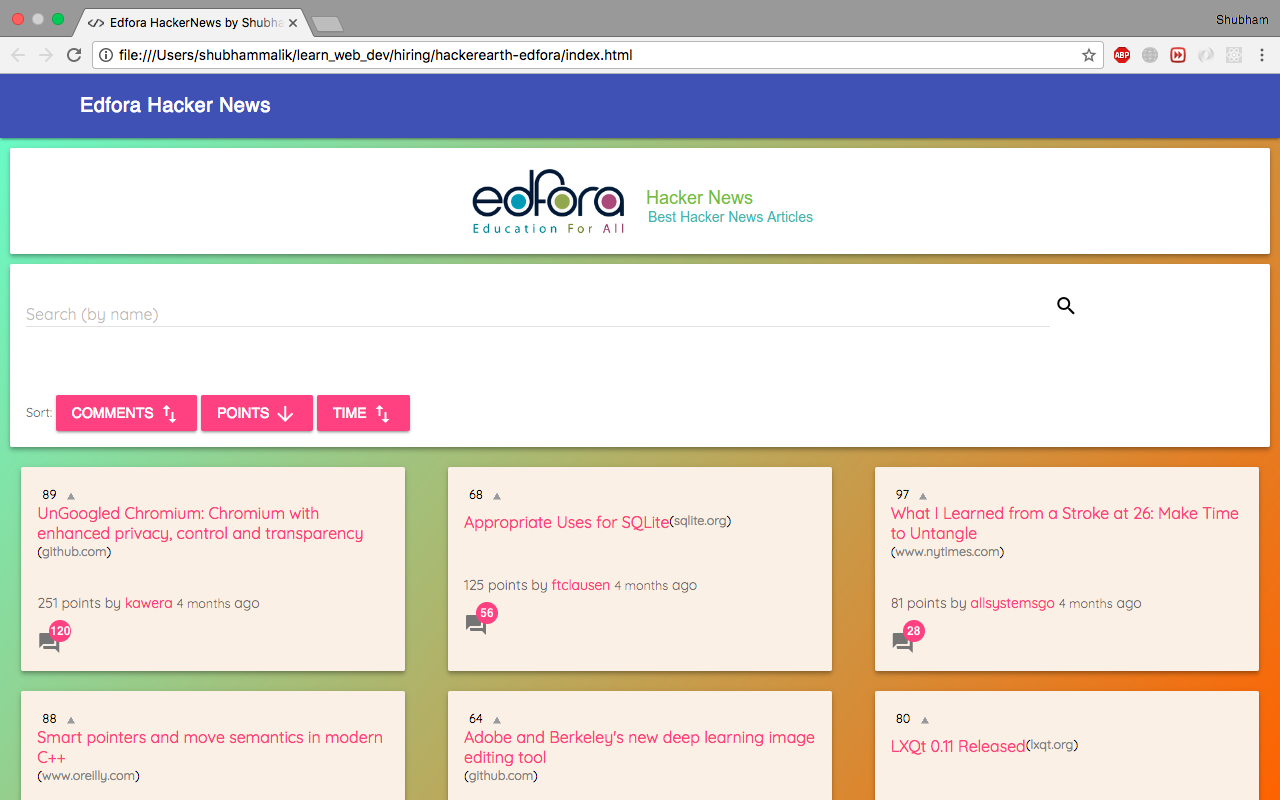 Edfora HackerNews by Shubha
Shubham
file:///Users/shubhammalik/learn_web_dev/hiring/hackerearth-edfora/index.html
ABP
Edfora Hacker News
edfora
Education For All
Hacker News
Best Hacker News Articles
Search (by name)
Sort: COMMENTS POINTS TIME
89
UnGoogled Chromium: Chromium with
enhanced privacy, control and transparency
(github.com)
251 points by kawera 4 months ago
120
68
Appropriate Uses for SQLite(sqlite.org)
125 points by ftclausen 4 months ago
56
97
What I Learned from a Stroke at 26: Make Time
to Untangle
(www.nytimes.com)
81 points by allsystemsgo 4 months ago
28
88
Smart pointers and move semantics in modern
C++
(www.oreilly.com)
64
Adobe and Berkeley's new deep learning image
editing tool
(github.com)
80
LXQt 0.11 Released(lxqt.org)